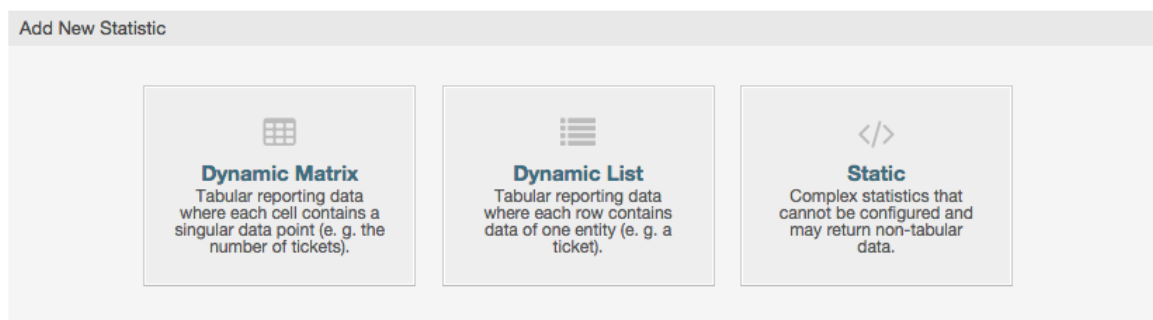 Add New Statistic
Dynamic Matrix
Tabular reporting data
where each cell contains a
singular data point (e. g. the
number of tickets).
Dynamic List
Tabular reporting data
where each row contains
data of one entity (e. g. a
ticket).
Static
Complex statistics that
cannot be configured and
may return non-tabular
data.